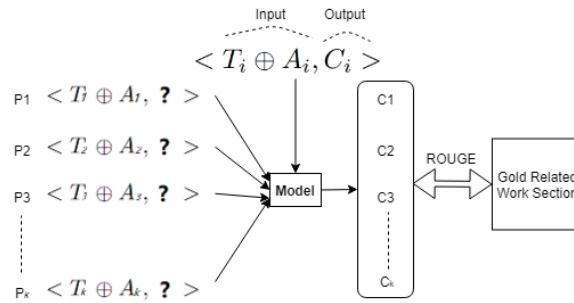 Input Output
< T_i ⊕ A_i, C_i >
P1 < T_1 ⊕ A_1, ? >
P2 < T_2 ⊕ A_2, ? >
P3 < T_3 ⊕ A_3, ? >
P_k < T_k ⊕ A_k, ? >
Model
C1
C2
C3
C_k
ROUGE
Gold Related
Work Section